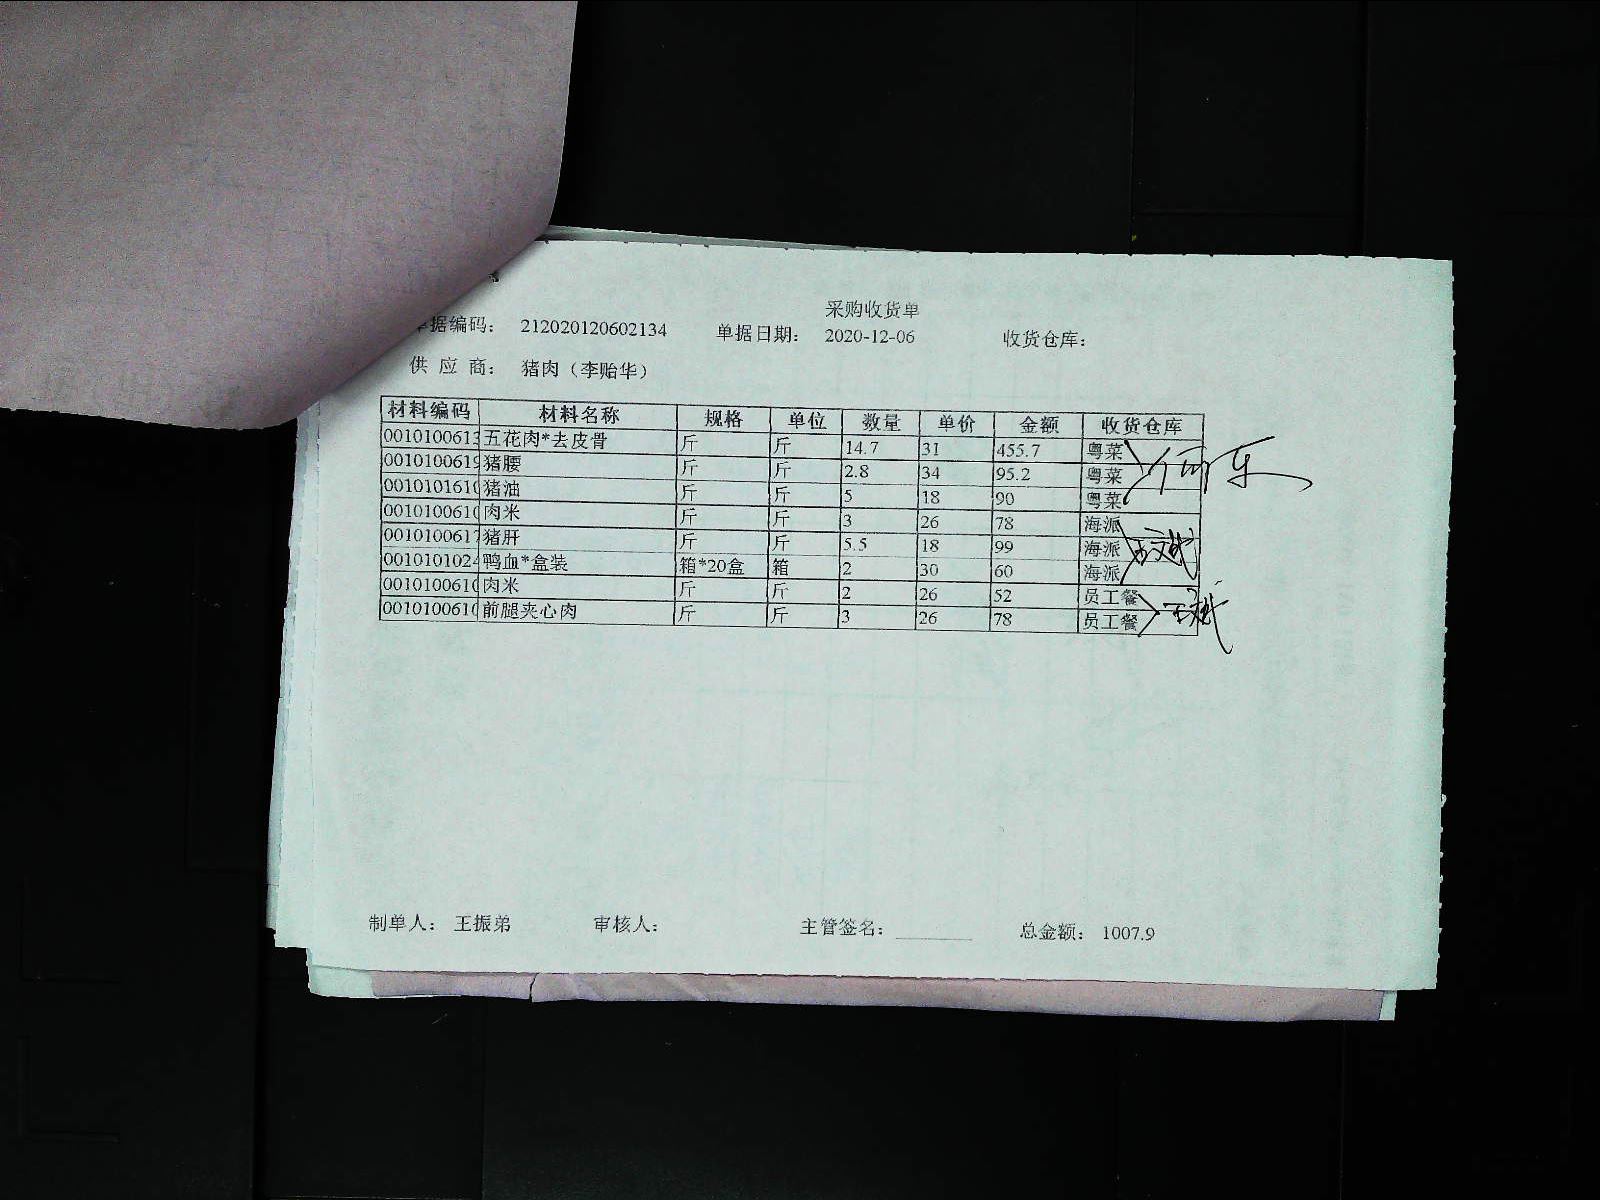 采购收货单
单据编码： 212020120602134 单据日期： 2020-12-06 收货仓库：
供 应 商： 猪肉（李贻华）
材料编码 材料名称 规格 单位 数量 单价 金额 收货仓库
0010100613 五花肉*去皮骨 斤 斤 14.7 31 455.7 粤菜
0010100619 猪腰 斤 斤 2.8 34 95.2 粤菜
001010161 猪油 斤 斤 5 18 90 粤菜
001010061 肉米 斤 斤 3 26 78 海派
0010100617 猪肝 斤 斤 5.5 18 99 海派
001010102 鸭血*盒装 箱*20盒 箱 2 30 60 海派
001010061 肉米 斤 斤 2 26 52 员工餐
001010061 前腿夹心肉 斤 斤 3 26 78 员工餐
制单人： 王振弟 审核人： 主管签名： 总金额： 1007.9